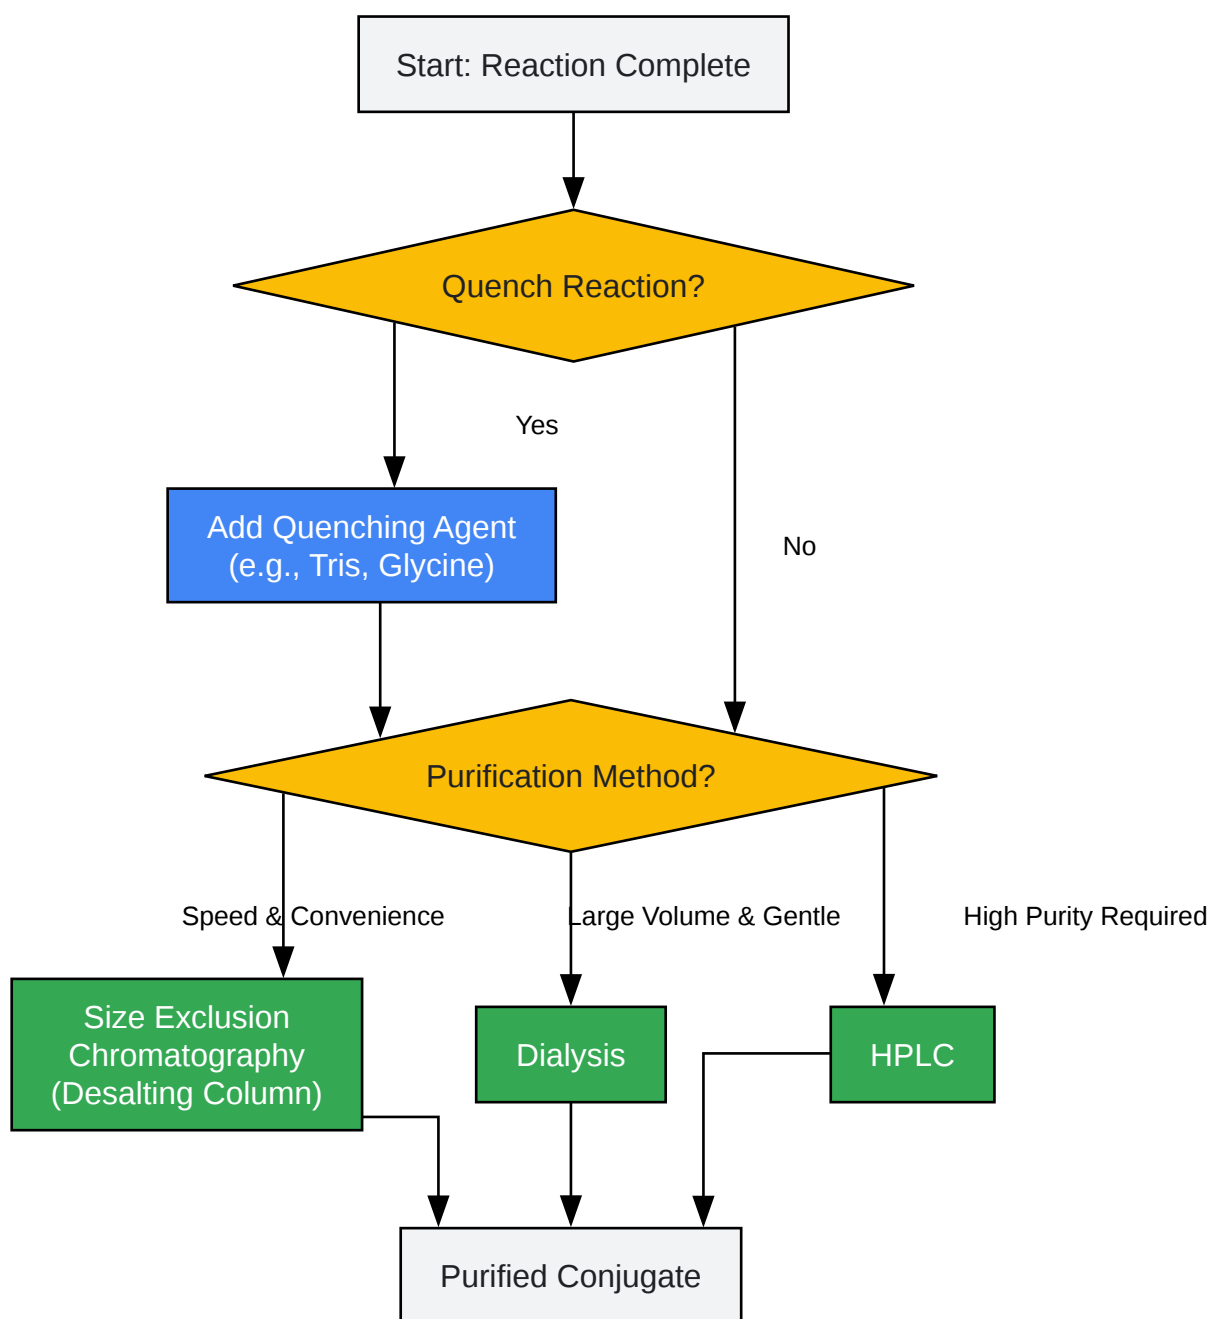 Start: Reaction Complete
Quench Reaction?
Yes
Add Quenching Agent
(e.g., Tris, Glycine)
No
Purification Method?
Speed & Convenience
Large Volume & Gentle
High Purity Required
Size Exclusion
Chromatography
(Desalting Column)
Dialysis
HPLC
Purified Conjugate